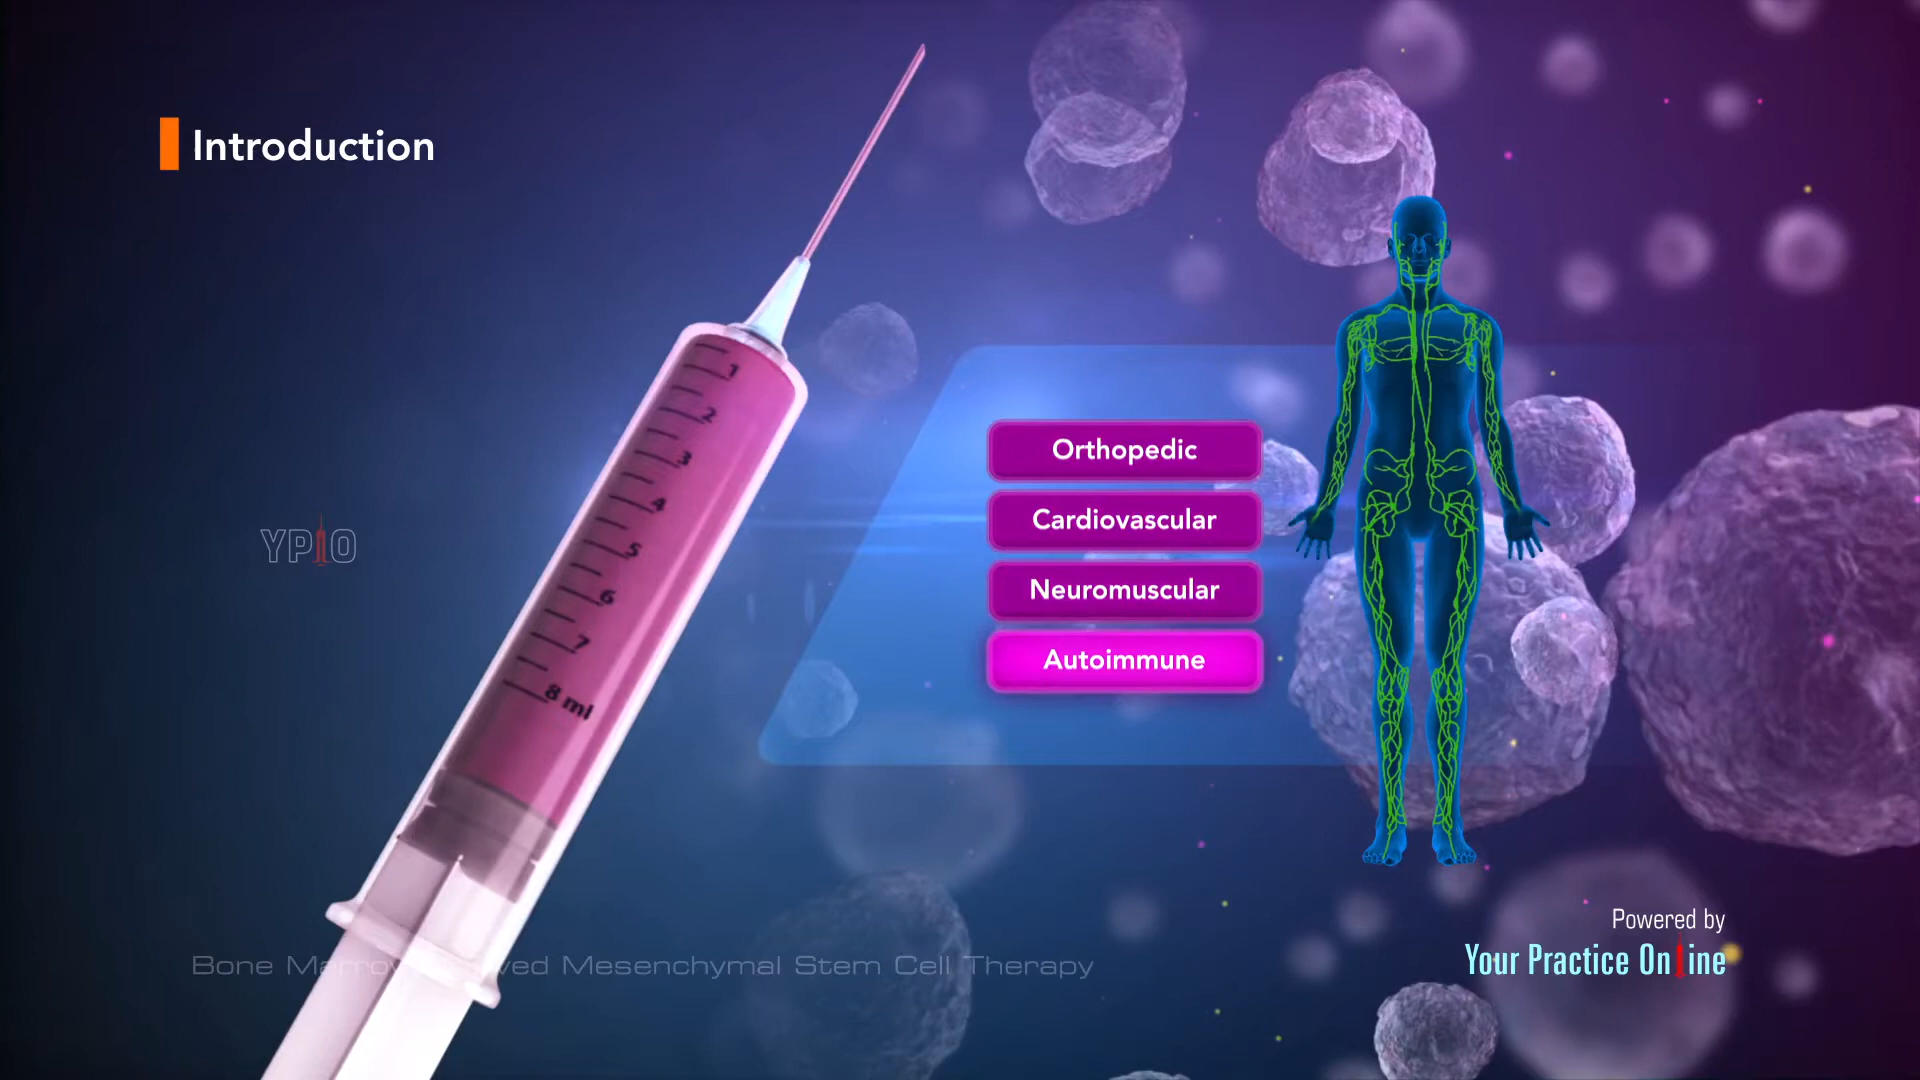 Introduction
1
2
3
4
5
6
7
8 ml
Orthopedic
Cardiovascular
Neuromuscular
Autoimmune
YPIO
Bone Mesenchymal Stem Cell Therapy
Powered by
Your Practice Online